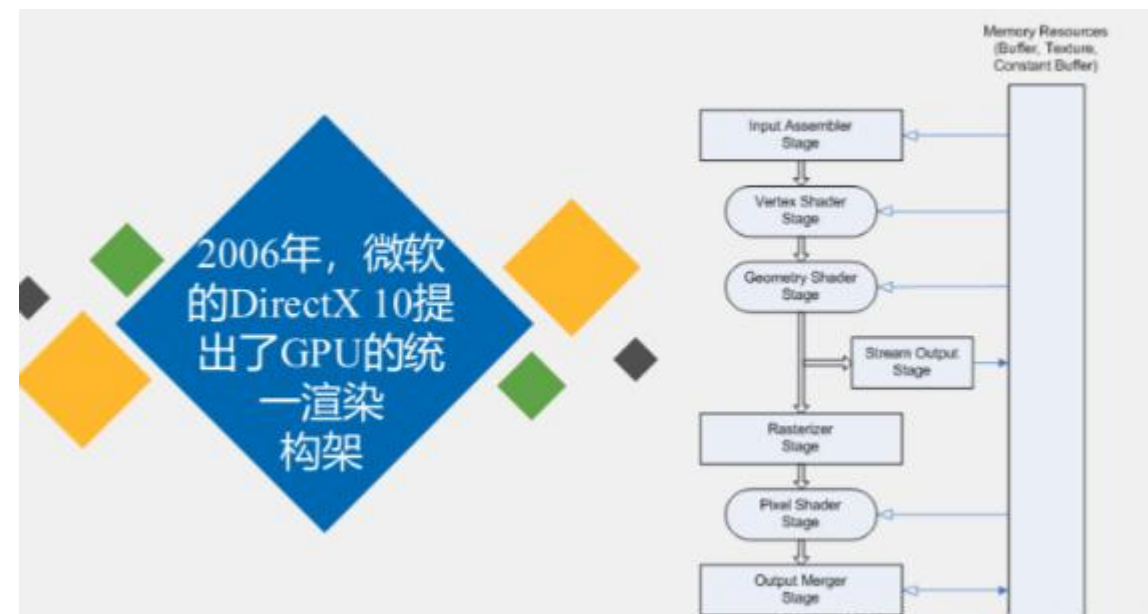 2006年，微软
的DirectX 10提
出了GPU的统
一渲染
构架
Memory Resources
(Buffer, Texture,
Constant Buffer)
Input Assembler
Stage
Vertex Shader
Stage
Geometry Shader
Stage
Stream Output
Stage
Rasterizer
Stage
Pixel Shader
Stage
Output Merger
Stage